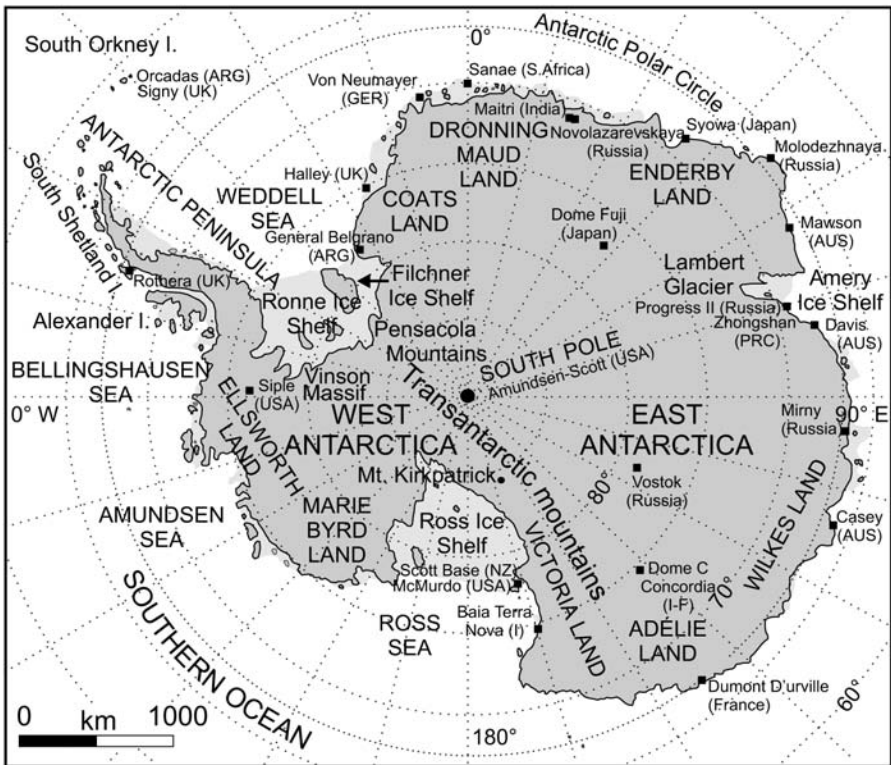 South Orkney I.
Orcadas (ARG)
Signy (UK)
0°
Antarctic Polar Circle
Von Neumayer
(GER)
Sanae (S.Africa)
Maitri (India)
Novolazarevskaya
(Russia)
Syowa (Japan)
Molodezhnaya
(Russia)
DRONNING
MAUD
LAND
ENDERBY
LAND
ANTARCTIC PENINSULA
South Shetland I.
Halley (UK)
WEDDELL
SEA
COATS
LAND
Dome Fuji
(Japan)
Mawson
(AUS)
General Belgrano
(ARG)
Rothera (UK)
Filchner
Ice Shelf
Ronne Ice
Shelf
Lambert
Glacier
Amery
Ice Shelf
Progress II (Russia)
Zhongshan
(PRC)
Davis
(AUS)
Alexander I.
Pensacola
Mountains
BELLINGSHAUSEN
SEA
SOUTH POLE
Amundsen-Scott (USA)
Siple
(USA)
Vinson
Massif
0° W
90° E
Mirny
(Russia)
ELLSWORTH
LAND
WEST
ANTARCTICA
Transantarctic mountains
EAST
ANTARCTICA
Mt. Kirkpatrick
80°
Vostok
(Russia)
AMUNDSEN
SEA
MARIE
BYRD
LAND
Ross Ice
Shelf
VICTORIA LAND
WILKES LAND
Casey
(AUS)
Scott Base (NZ)
McMurdo (USA)
Dome C
Concordia
(I-F)
70°
ROSS
SEA
Baia Terra
Nova (I)
ADÉLIE
LAND
SOUTHERN OCEAN
Dumont D'urville
(France)
60°
180°
0 km 1000